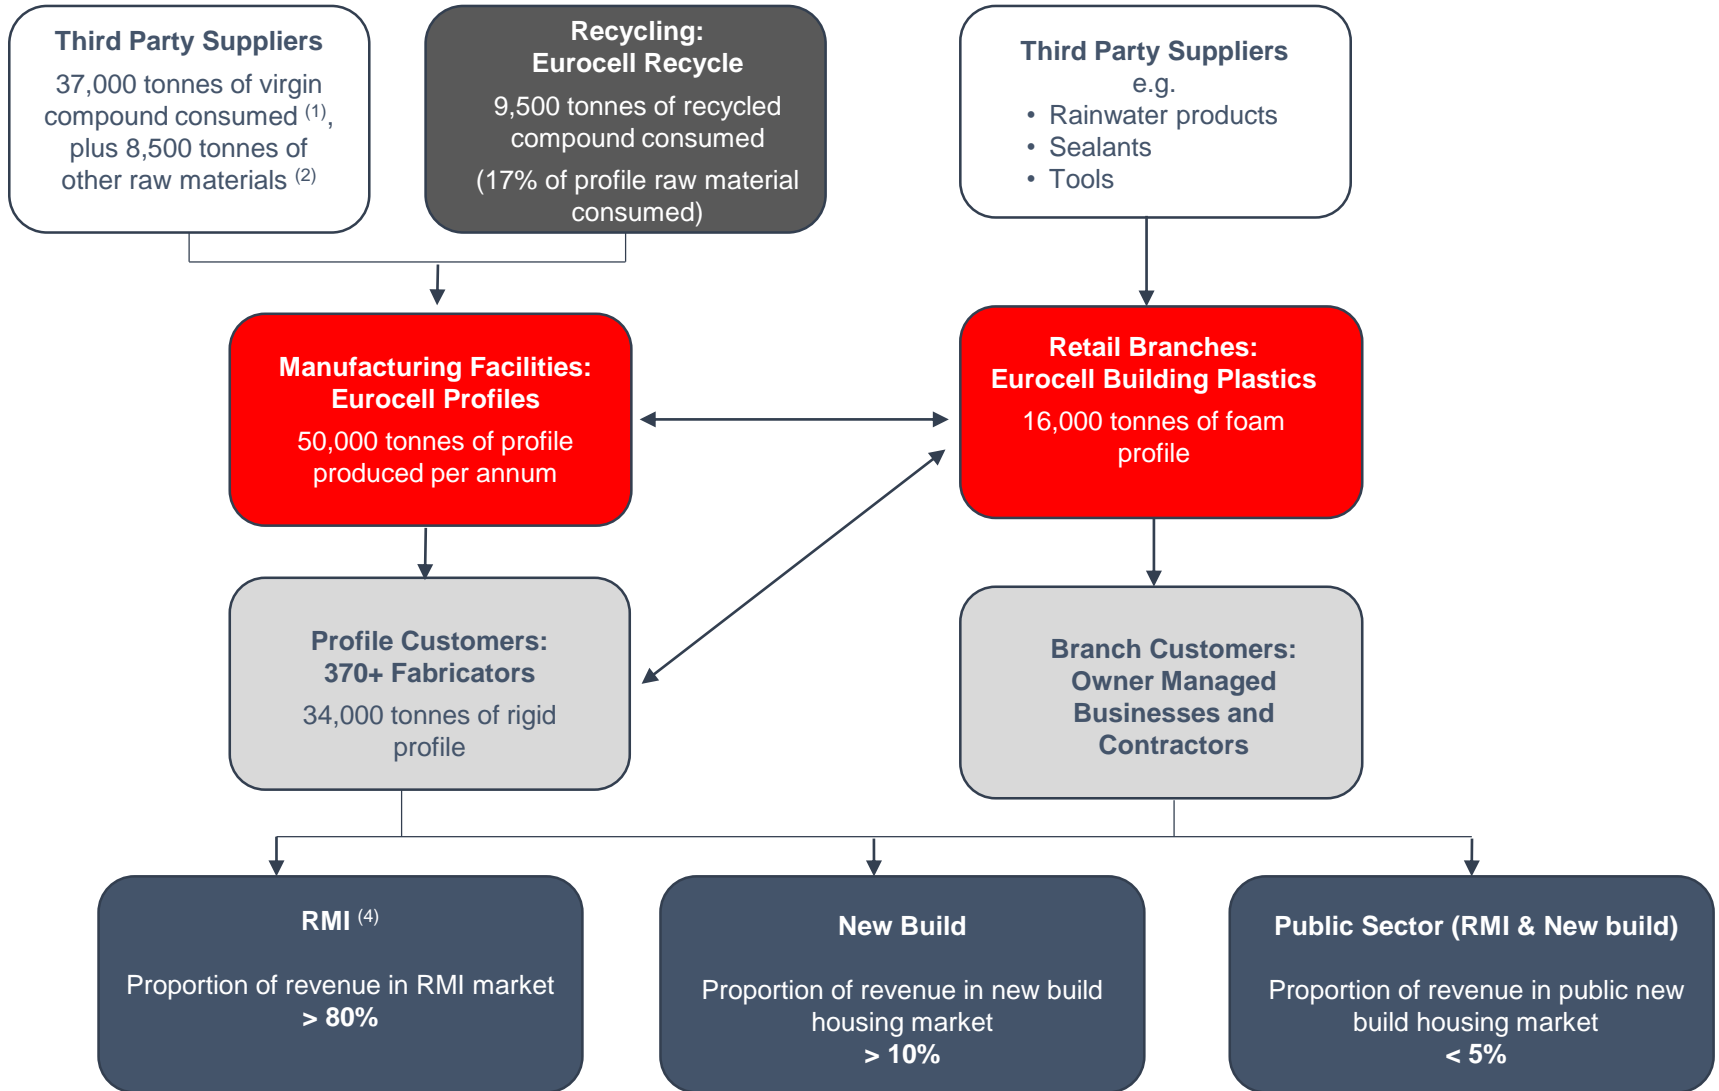 Third Party Suppliers
37,000 tonnes of virgin
compound consumed (1),
plus 8,500 tonnes of
other raw materials (2)
Recycling:
Eurocell Recycle
9,500 tonnes of recycled
compound consumed
(17% of profile raw material
consumed)
Third Party Suppliers
e.g.
• Rainwater products
• Sealants
• Tools
Manufacturing Facilities:
Eurocell Profiles
50,000 tonnes of profile
produced per annum
Retail Branches:
Eurocell Building Plastics
16,000 tonnes of foam
profile
Profile Customers:
370+ Fabricators
34,000 tonnes of rigid
profile
Branch Customers:
Owner Managed
Businesses and
Contractors
RMI (4)
Proportion of revenue in RMI market
> 80%
New Build
Proportion of revenue in new build
housing market
> 10%
Public Sector (RMI & New build)
Proportion of revenue in public new
build housing market
< 5%